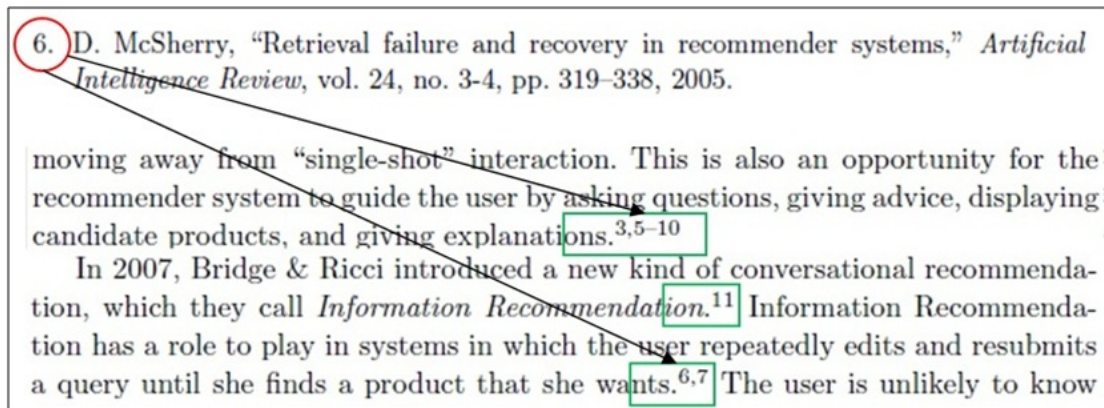 6. D. McSherry, “Retrieval failure and recovery in recommender systems,” Artificial
Intelligence Review, vol. 24, no. 3-4, pp. 319–338, 2005.
moving away from “single-shot” interaction. This is also an opportunity for the
recommender system to guide the user by asking questions, giving advice, displaying
candidate products, and giving explanations.3,5–10
In 2007, Bridge & Ricci introduced a new kind of conversational recommenda-
tion, which they call Information Recommendation.11 Information Recommenda-
tion has a role to play in systems in which the user repeatedly edits and resubmits
a query until she finds a product that she wants.6,7 The user is unlikely to know